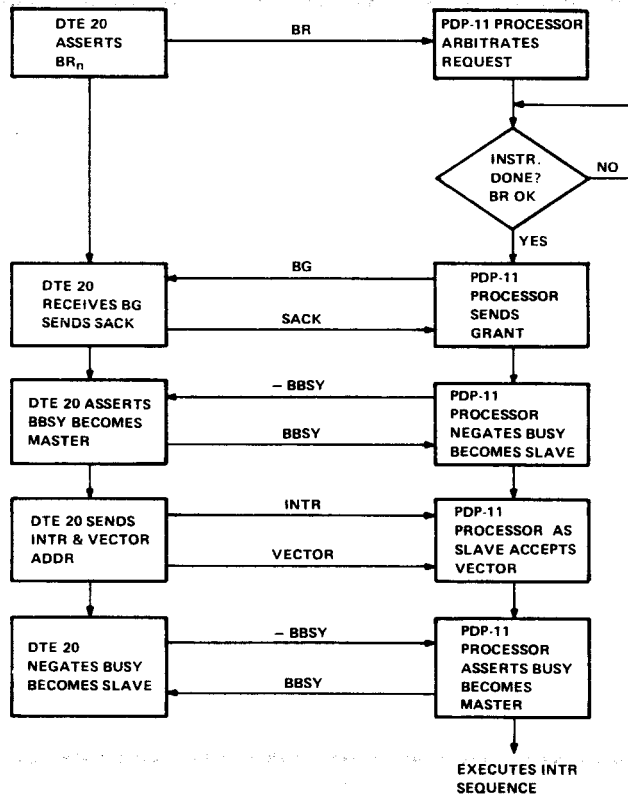 DTE 20
ASSERTS
BRn
BR
PDP-11 PROCESSOR
ARBITRATES
REQUEST
INSTR.
DONE?
BR OK
NO
YES
DTE 20
RECEIVES BG
SENDS SACK
BG
SACK
PDP-11
PROCESSOR
SENDS
GRANT
DTE 20 ASSERTS
BBSY BECOMES
MASTER
– BBSY
BBSY
PDP-11
PROCESSOR
NEGATES BUSY
BECOMES SLAVE
DTE 20 SENDS
INTR & VECTOR
ADDR
INTR
VECTOR
PDP-11
PROCESSOR AS
SLAVE ACCEPTS
VECTOR
DTE 20
NEGATES BUSY
BECOMES SLAVE
– BBSY
BBSY
PDP-11
PROCESSOR
ASSERTS BUSY
BECOMES
MASTER
EXECUTES INTR
SEQUENCE